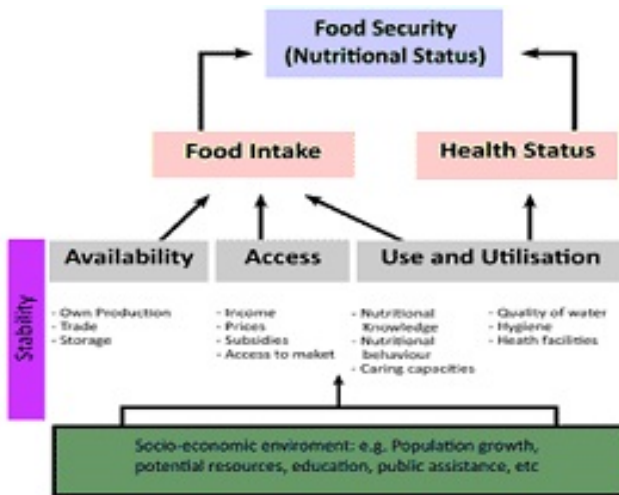 Food Security
(Nutritional Status)
Food Intake
Health Status
Availability
Access
Use and Utilisation
Stability
- Own Production
- Trade
- Storage
- Income
- Prices
- Subsidies
- Access to maket
- Nutritional
Knowledge
- Nutritional
behaviour
- Caring capacities
- Quality of water
- Hygiene
- Heath facilities
Socio-economic enviroment: e.g. Population growth,
potential resources, education, public assistance, etc